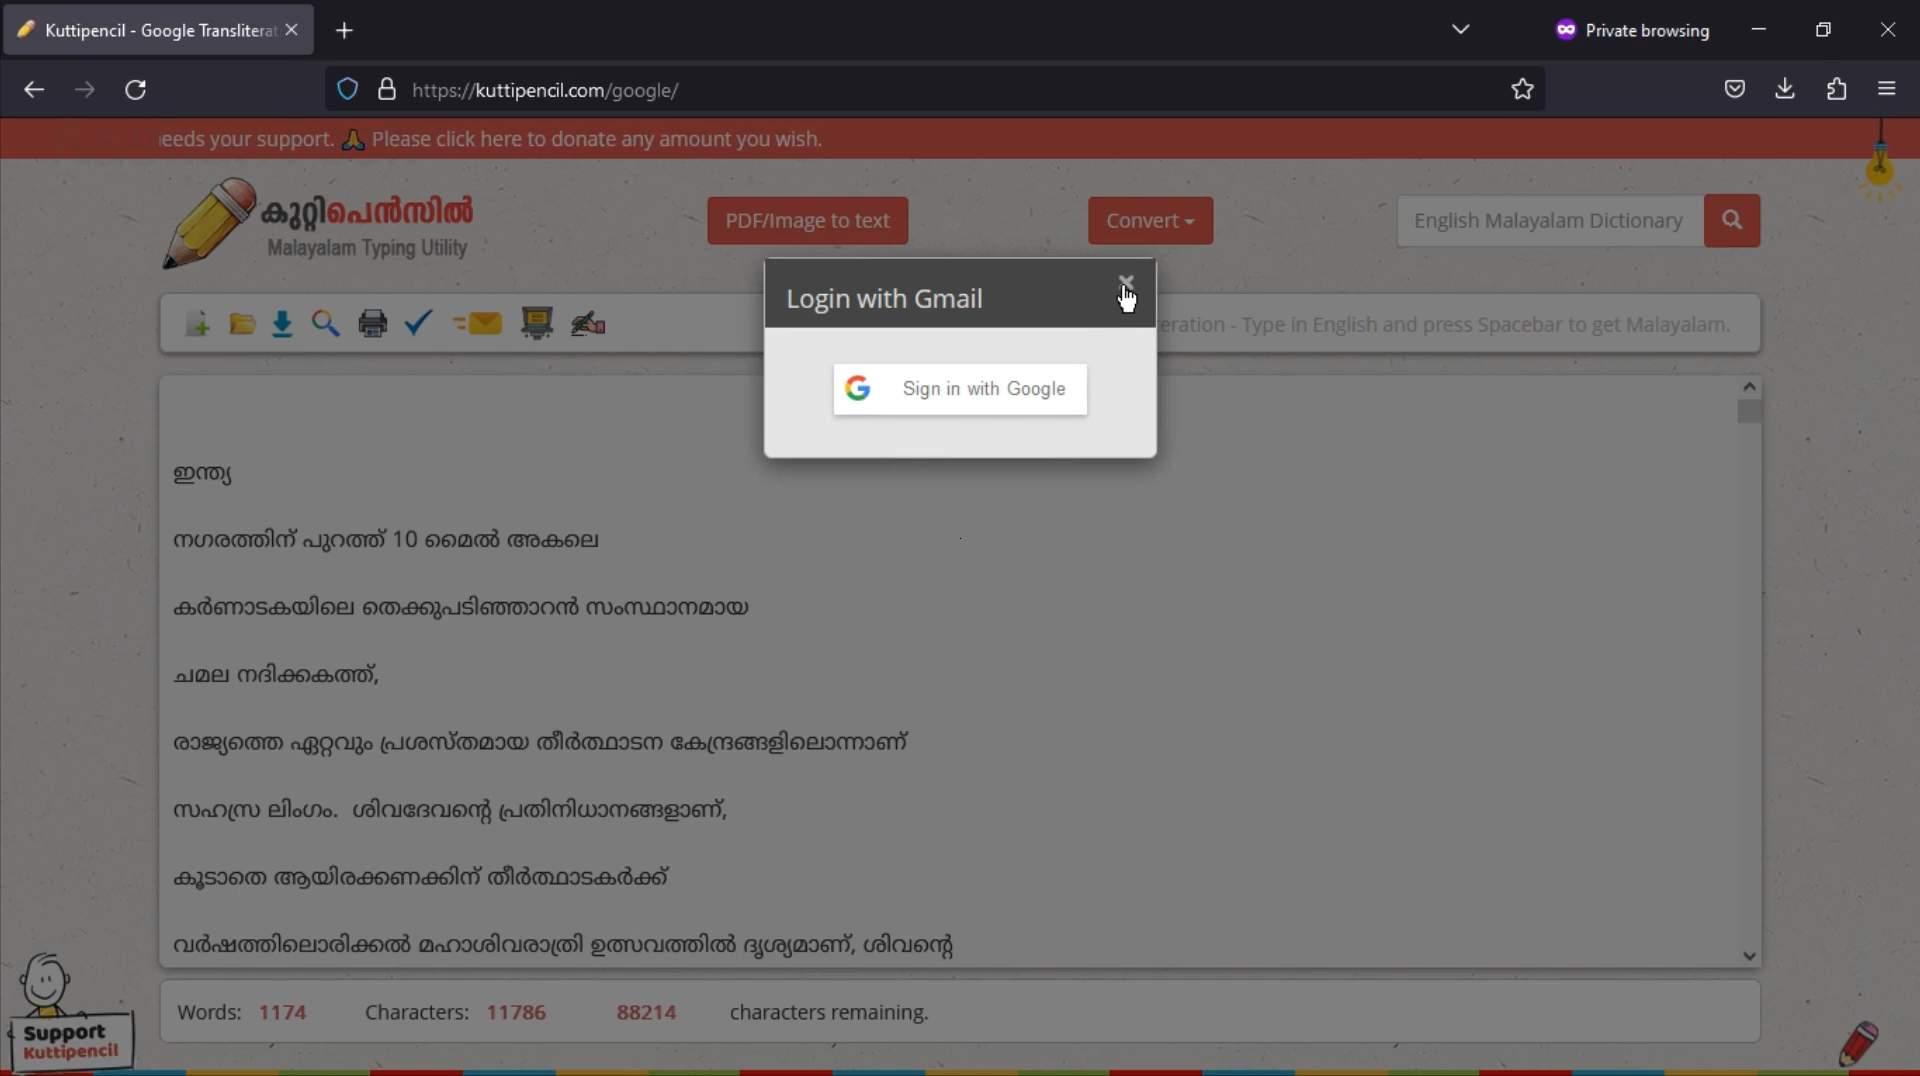 Kuttipencil - Google Transliterat
Private browsing
https://kuttipencil.com/google/
needs your support. 🙏 Please click here to donate any amount you wish.
കുറ്റിപെൻസിൽ
Malayalam Typing Utility
PDF/Image to text
Convert
English Malayalam Dictionary
Login with Gmail
eration - Type in English and press Spacebar to get Malayalam.
Sign in with Google
ഇന്ത്യ
നഗരത്തിന് പുറത്ത് 10 മൈൽ അകലെ
കർണാടകയിലെ തെക്കുപടിഞ്ഞാറൻ സംസ്ഥാനമായ
ചമല നദിക്കകത്ത്,
രാജ്യത്തെ ഏറ്റവും പ്രശസ്തമായ തീർത്ഥാടന കേന്ദ്രങ്ങളിലൊന്നാണ്
സഹസ്ര ലിംഗം. ശിവദേവന്റെ പ്രതിനിധാനങ്ങളാണ്,
കൂടാതെ ആയിരക്കണക്കിന് തീർത്ഥാടകർക്ക്
വർഷത്തിലൊരിക്കൽ മഹാശിവരാത്രി ഉത്സവത്തിൽ ദൃശ്യമാണ്, ശിവന്റെ
Words: 1174 Characters: 11786 88214 characters remaining.
Support
Kuttipencil